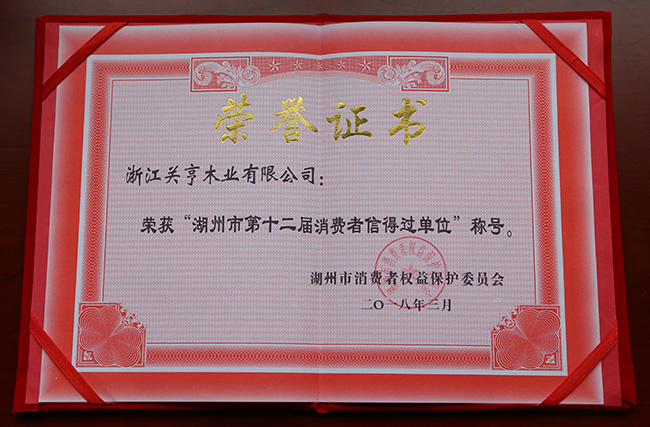 荣誉证书
浙江关亨木业有限公司：
荣获“湖州市第十二届消费者信得过单位”称号。
湖州市消费者权益保护委员会
二〇一八年三月